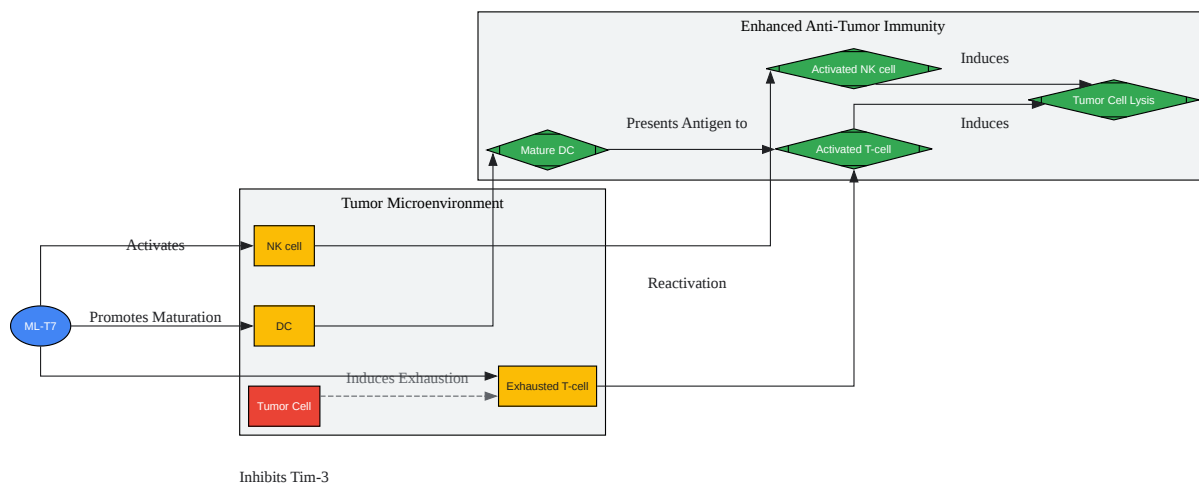 Enhanced Anti-Tumor Immunity
Activated NK cell
Induces
Tumor Cell Lysis
Presents Antigen to
Induces
Mature DC
Activated T-cell
Tumor Microenvironment
Activates
NK cell
Reactivation
ML-T7
Promotes Maturation
DC
Induces Exhaustion
Exhausted T-cell
Tumor Cell
Inhibits Tim-3